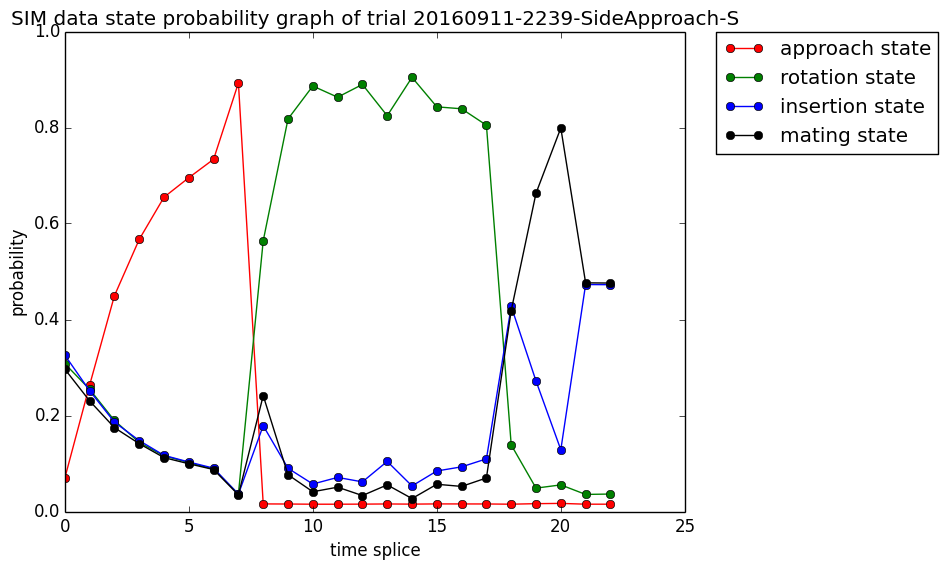 SIM data state probability graph of trial 20160911-2239-SideApproach-S
1.0
0.8
0.6
0.4
0.2
0.0
probability
0 5 10 15 20 25
time splice
approach state
rotation state
insertion state
mating state